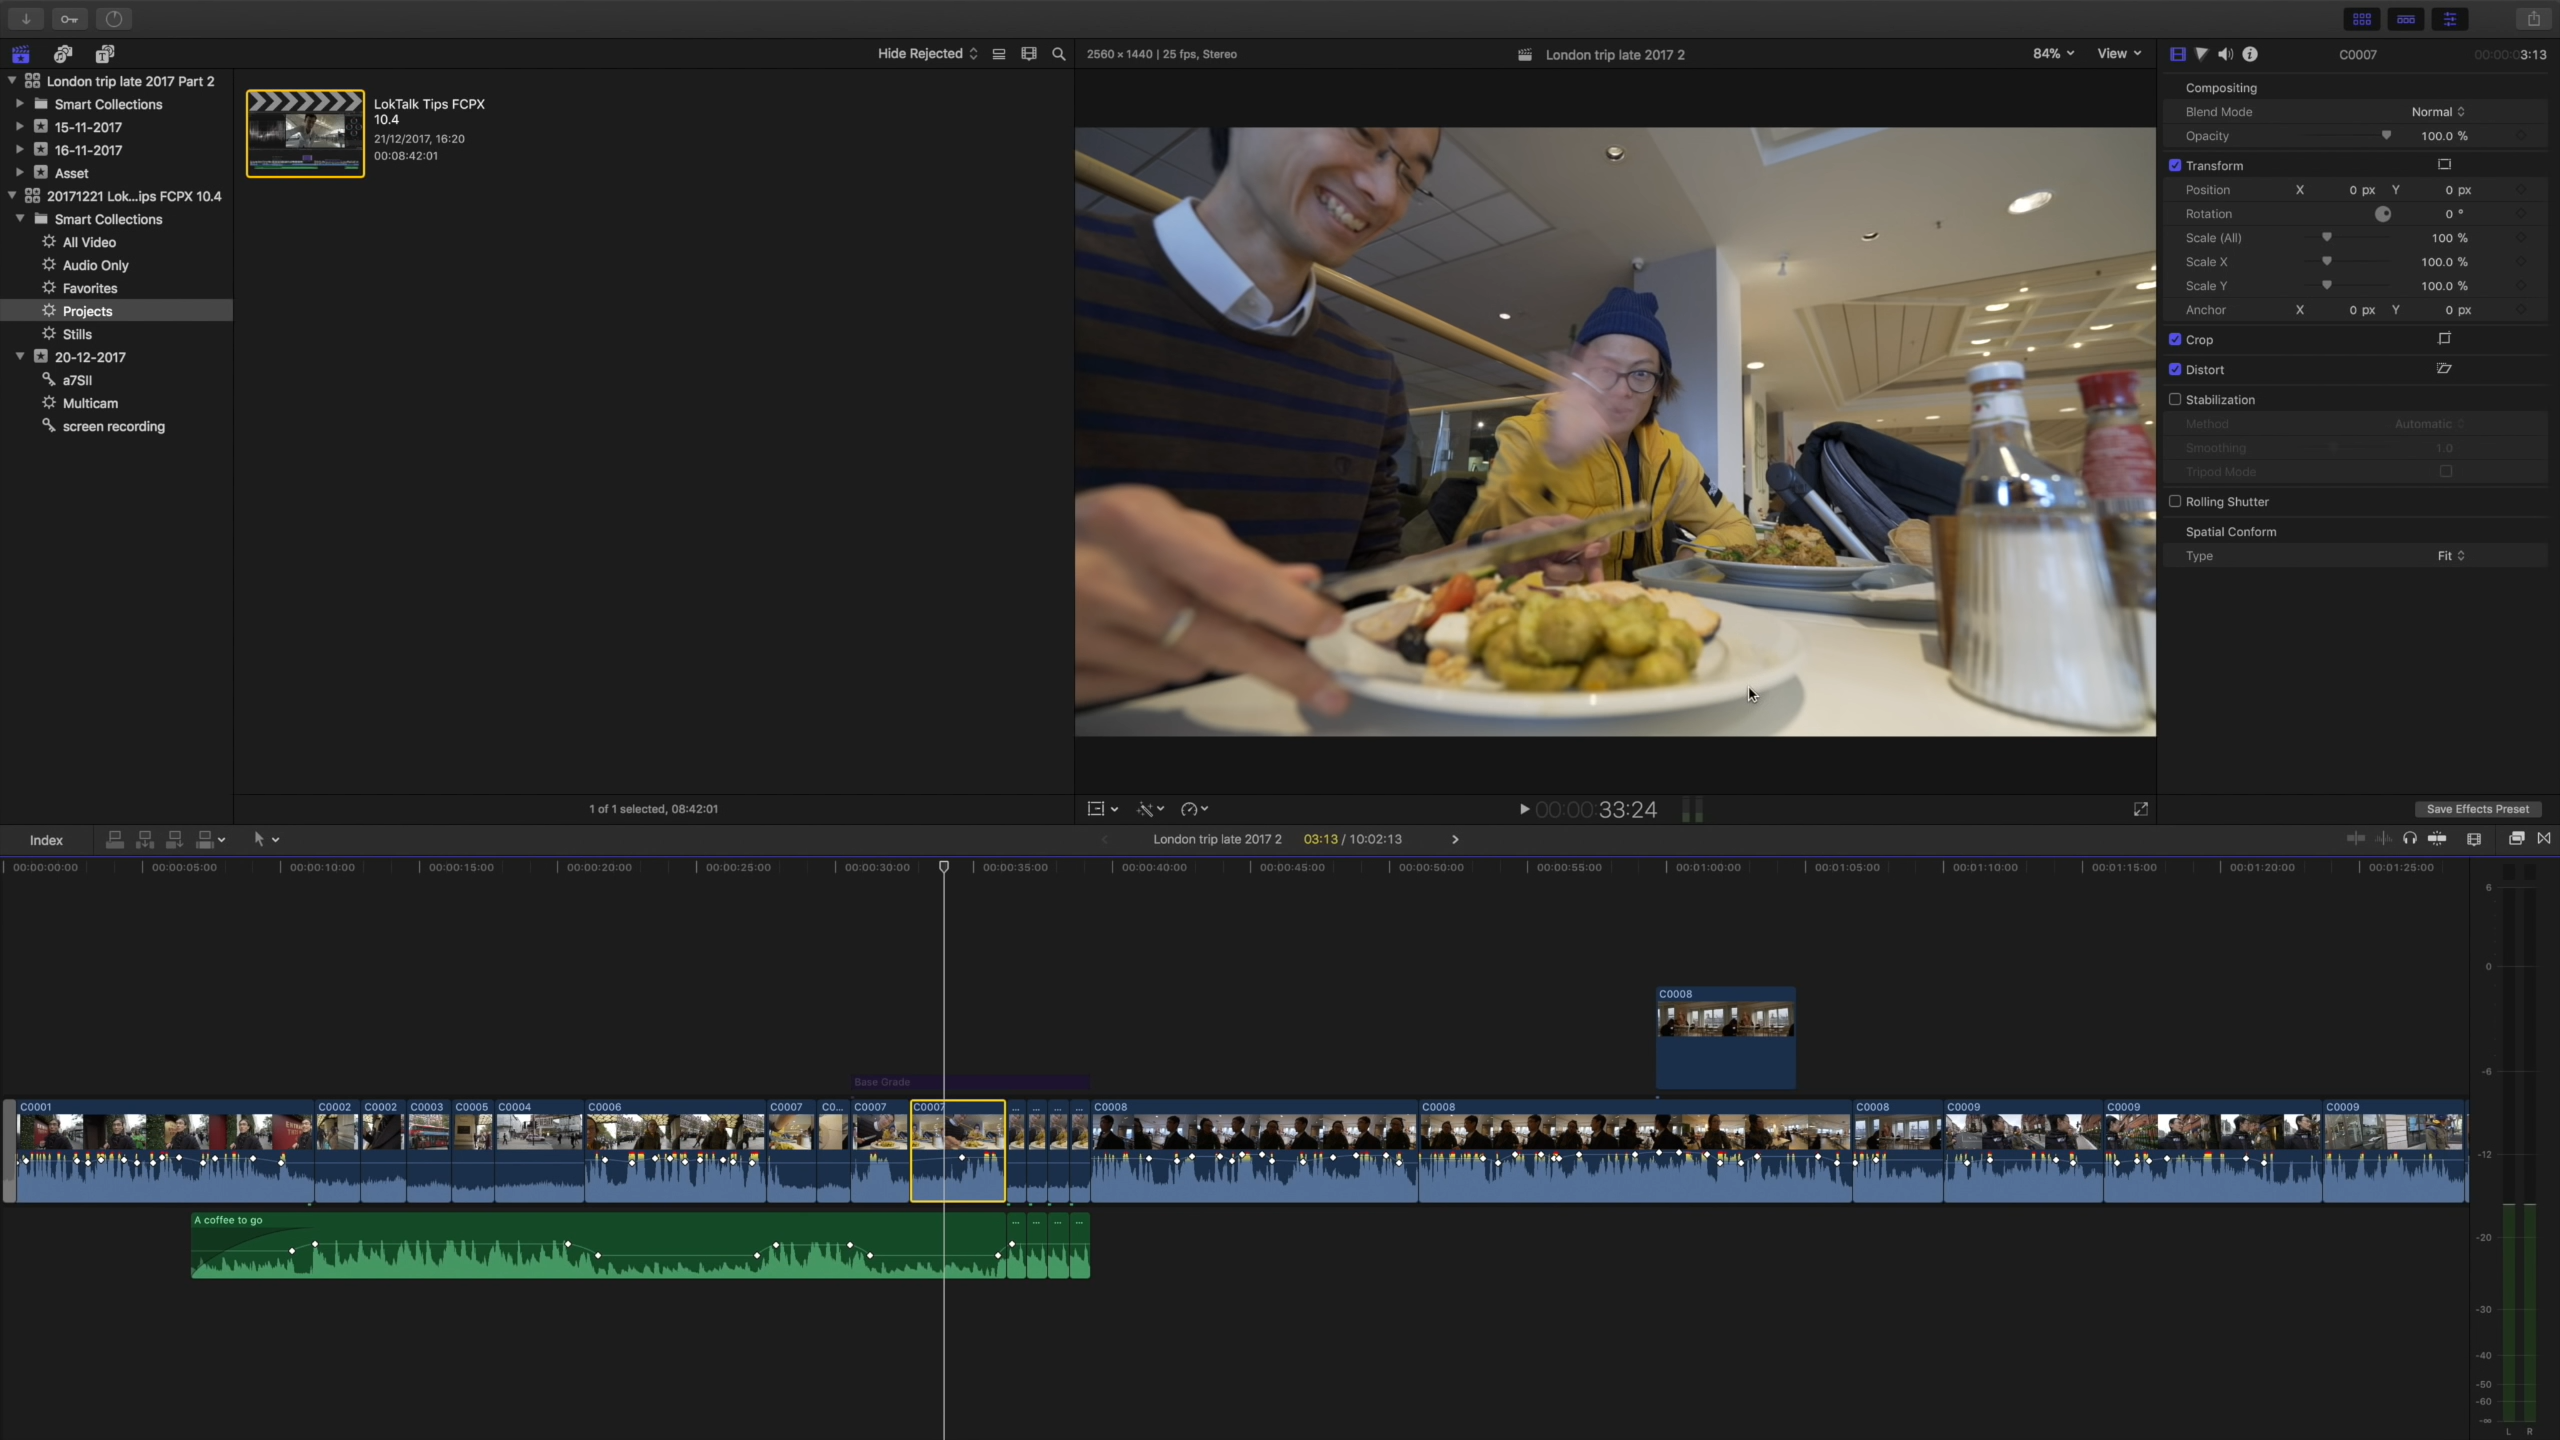 Hide Rejected
2560 × 1440 | 25 fps, Stereo
London trip late 2017 2
84%
View
C0007
00:00:03:13
London trip late 2017 Part 2
Smart Collections
15-11-2017
16-11-2017
Asset
20171221 Lok...ips FCPX 10.4
Smart Collections
All Video
Audio Only
Favorites
Projects
Stills
20-12-2017
a7SII
Multicam
screen recording
LokTalk Tips FCPX
10.4
21/12/2017, 16:20
00:08:42:01
1 of 1 selected, 08:42:01
Compositing
Blend Mode Normal
Opacity 100.0 %
Transform
Position X 0 px Y 0 px
Rotation 0 °
Scale (All) 100 %
Scale X 100.0 %
Scale Y 100.0 %
Anchor X 0 px Y 0 px
Crop
Distort
Stabilization
Method Automatic
Smoothing 1.0
Tripod Mode
Rolling Shutter
Spatial Conform
Type Fit
00:00:33:24
Save Effects Preset
Index
London trip late 2017 2 03:13 / 10:02:13
00:00:00:00 00:00:05:00 00:00:10:00 00:00:15:00 00:00:20:00 00:00:25:00 00:00:30:00 00:00:35:00 00:00:40:00 00:00:45:00 00:00:50:00 00:00:55:00 00:01:00:00 00:01:05:00 00:01:10:00 00:01:15:00 00:01:20:00 00:01:25:00
6
0
-6
-12
-20
-30
-40
-50
-60
-∞
L R
C0008
Base Grade
C0001 C0002 C0002 C0003 C0005 C0004 C0006 C0007 C0... C0007 C0007 ... ... ... ... C0008 C0008 C0008 C0009 C0009 C0009
A coffee to go ... ... ... ...